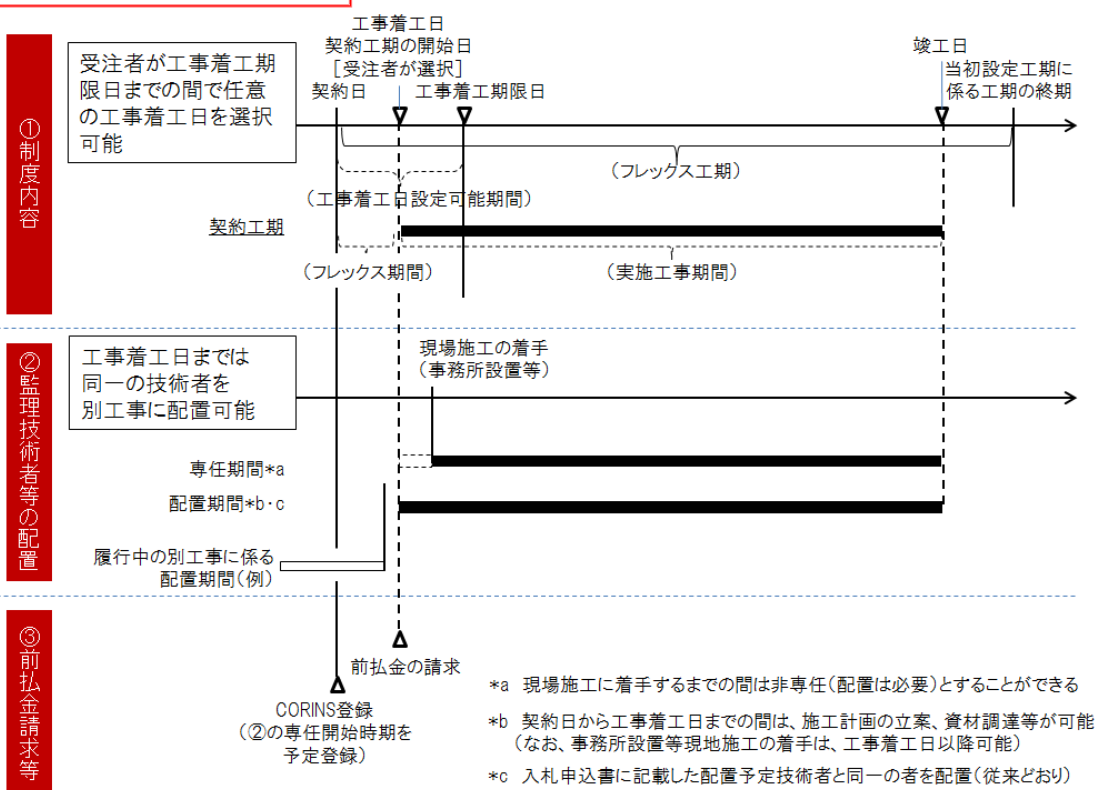 ①制度内容
受注者が工事着工期
限日までの間で任意
の工事着工日を選択
可能
工事着工日
契約工期の開始日
[受注者が選択]
契約日
工事着工期限日
竣工日
当初設定工期に
係る工期の終期
(フレックス工期)
(工事着工日設定可能期間)
契約工期
(フレックス期間)
(実施工事期間)
②監理技術者等の配置
工事着工日までは
同一の技術者を
別工事に配置可能
現場施工の着手
(事務所設置等)
専任期間*a
配置期間*b・c
履行中の別工事に係る
配置期間(例)
③前払金請求等
前払金の請求
CORINS登録
(②の専任開始時期を
予定登録)
*a 現場施工に着手するまでの間は非専任(配置は必要)とすることができる
*b 契約日から工事着工日までの間は、施工計画の立案、資材調達等が可能
(なお、事務所設置等現地施工の着手は、工事着工日以降可能)
*c 入札申込書に記載した配置予定技術者と同一の者を配置(従来どおり)